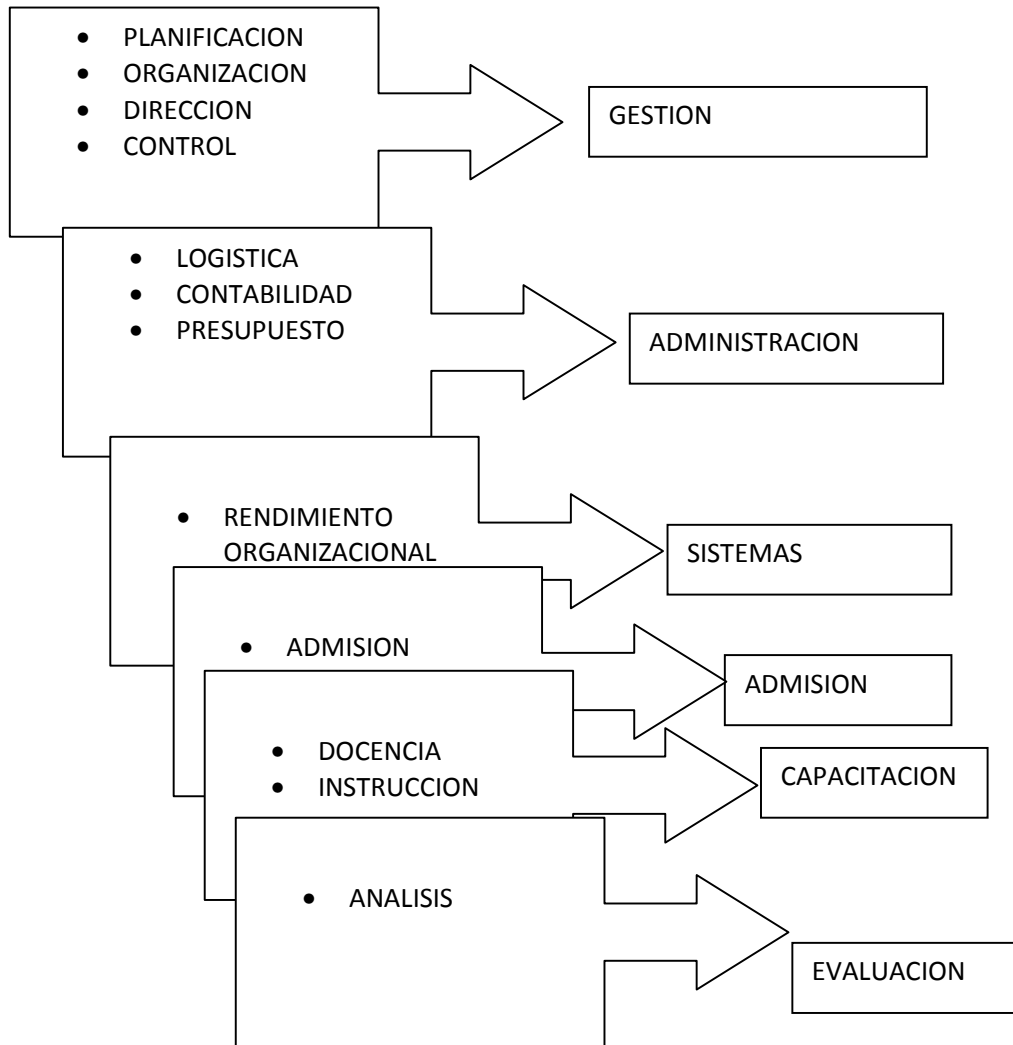 • PLANIFICACION
• ORGANIZACION
• DIRECCION
• CONTROL
GESTION
• LOGISTICA
• CONTABILIDAD
• PRESUPUESTO
ADMINISTRACION
• RENDIMIENTO
ORGANIZACIONAL
SISTEMAS
• ADMISION
ADMISION
• DOCENCIA
• INSTRUCCION
CAPACITACION
• ANALISIS
EVALUACION